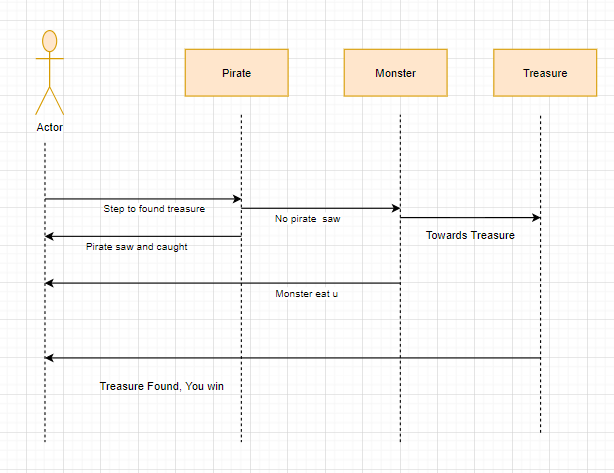 Pirate
Monster
Treasure
Actor
Step to found treasure
No pirate saw
Towards Treasure
Pirate saw and caught
Monster eat u
Treasure Found, You win